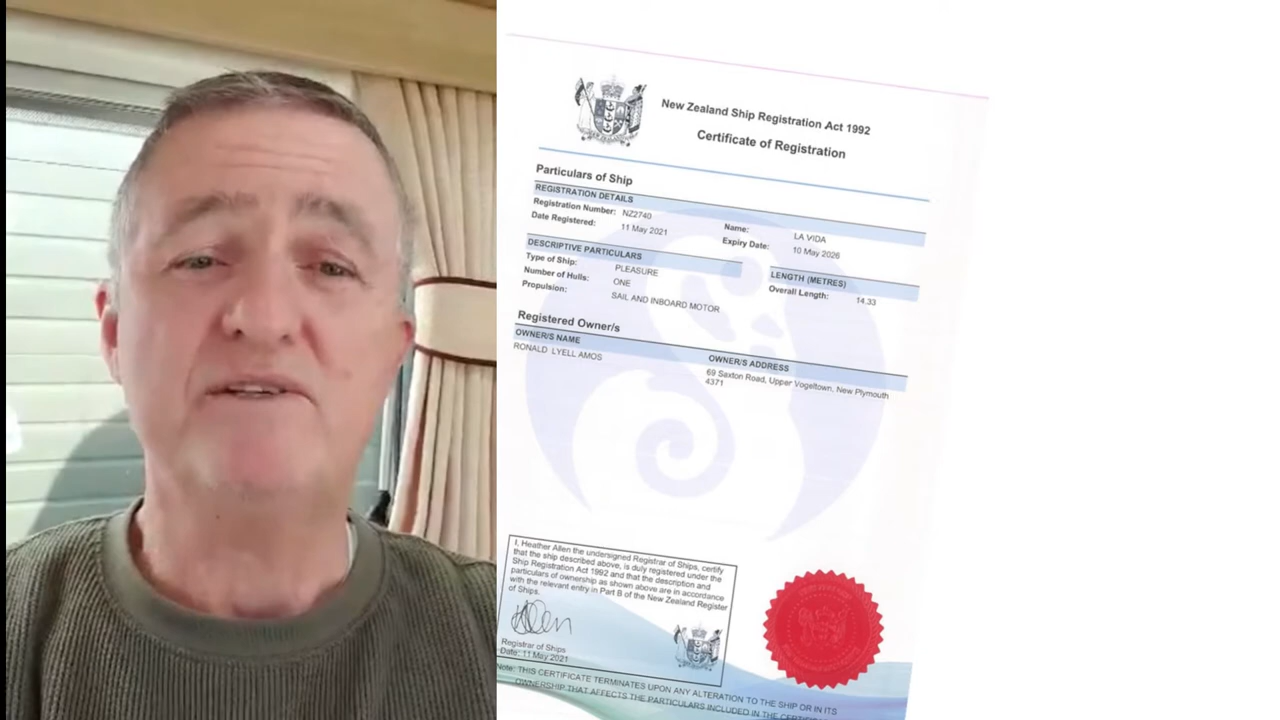 New Zealand Ship Registration Act 1992
Certificate of Registration
Particulars of Ship
REGISTRATION DETAILS
Registration Number: NZ2740
Name: LA VIDA
Date Registered: 11 May 2021
Expiry Date: 10 May 2026
DESCRIPTIVE PARTICULARS
LENGTH (METRES)
Type of Ship: PLEASURE
Overall Length: 14.33
Number of Hulls: ONE
Propulsion: SAIL AND INBOARD MOTOR
Registered Owner/s
OWNER/S NAME
OWNER/S ADDRESS
RONALD LYELL AMOS
69 Saxton Road, Upper Vogeltown, New Plymouth
4371
I, Heather Allen the undersigned Registrar of Ships, certify
that the ship described above, is duly registered under the
Ship Registration Act 1992 and that the description and
particulars of ownership as shown above are in accordance
with the relevant entry in Part B of the New Zealand Register
of Ships.
Registrar of Ships
Date: 11 May 2021
Note: THIS CERTIFICATE TERMINATES UPON ANY ALTERATION TO THE SHIP OR IN ITS
OWNERSHIP THAT AFFECTS THE PARTICULARS INCLUDED IN THE